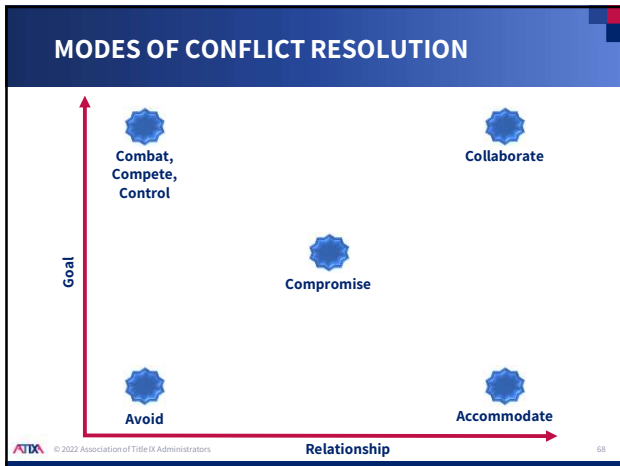 MODES OF CONFLICT RESOLUTION
Combat,
Compete,
Control
Collaborate
Goal
Compromise
Avoid
Accommodate
Relationship
ATIXA © 2022 Association of Title IX Administrators
68